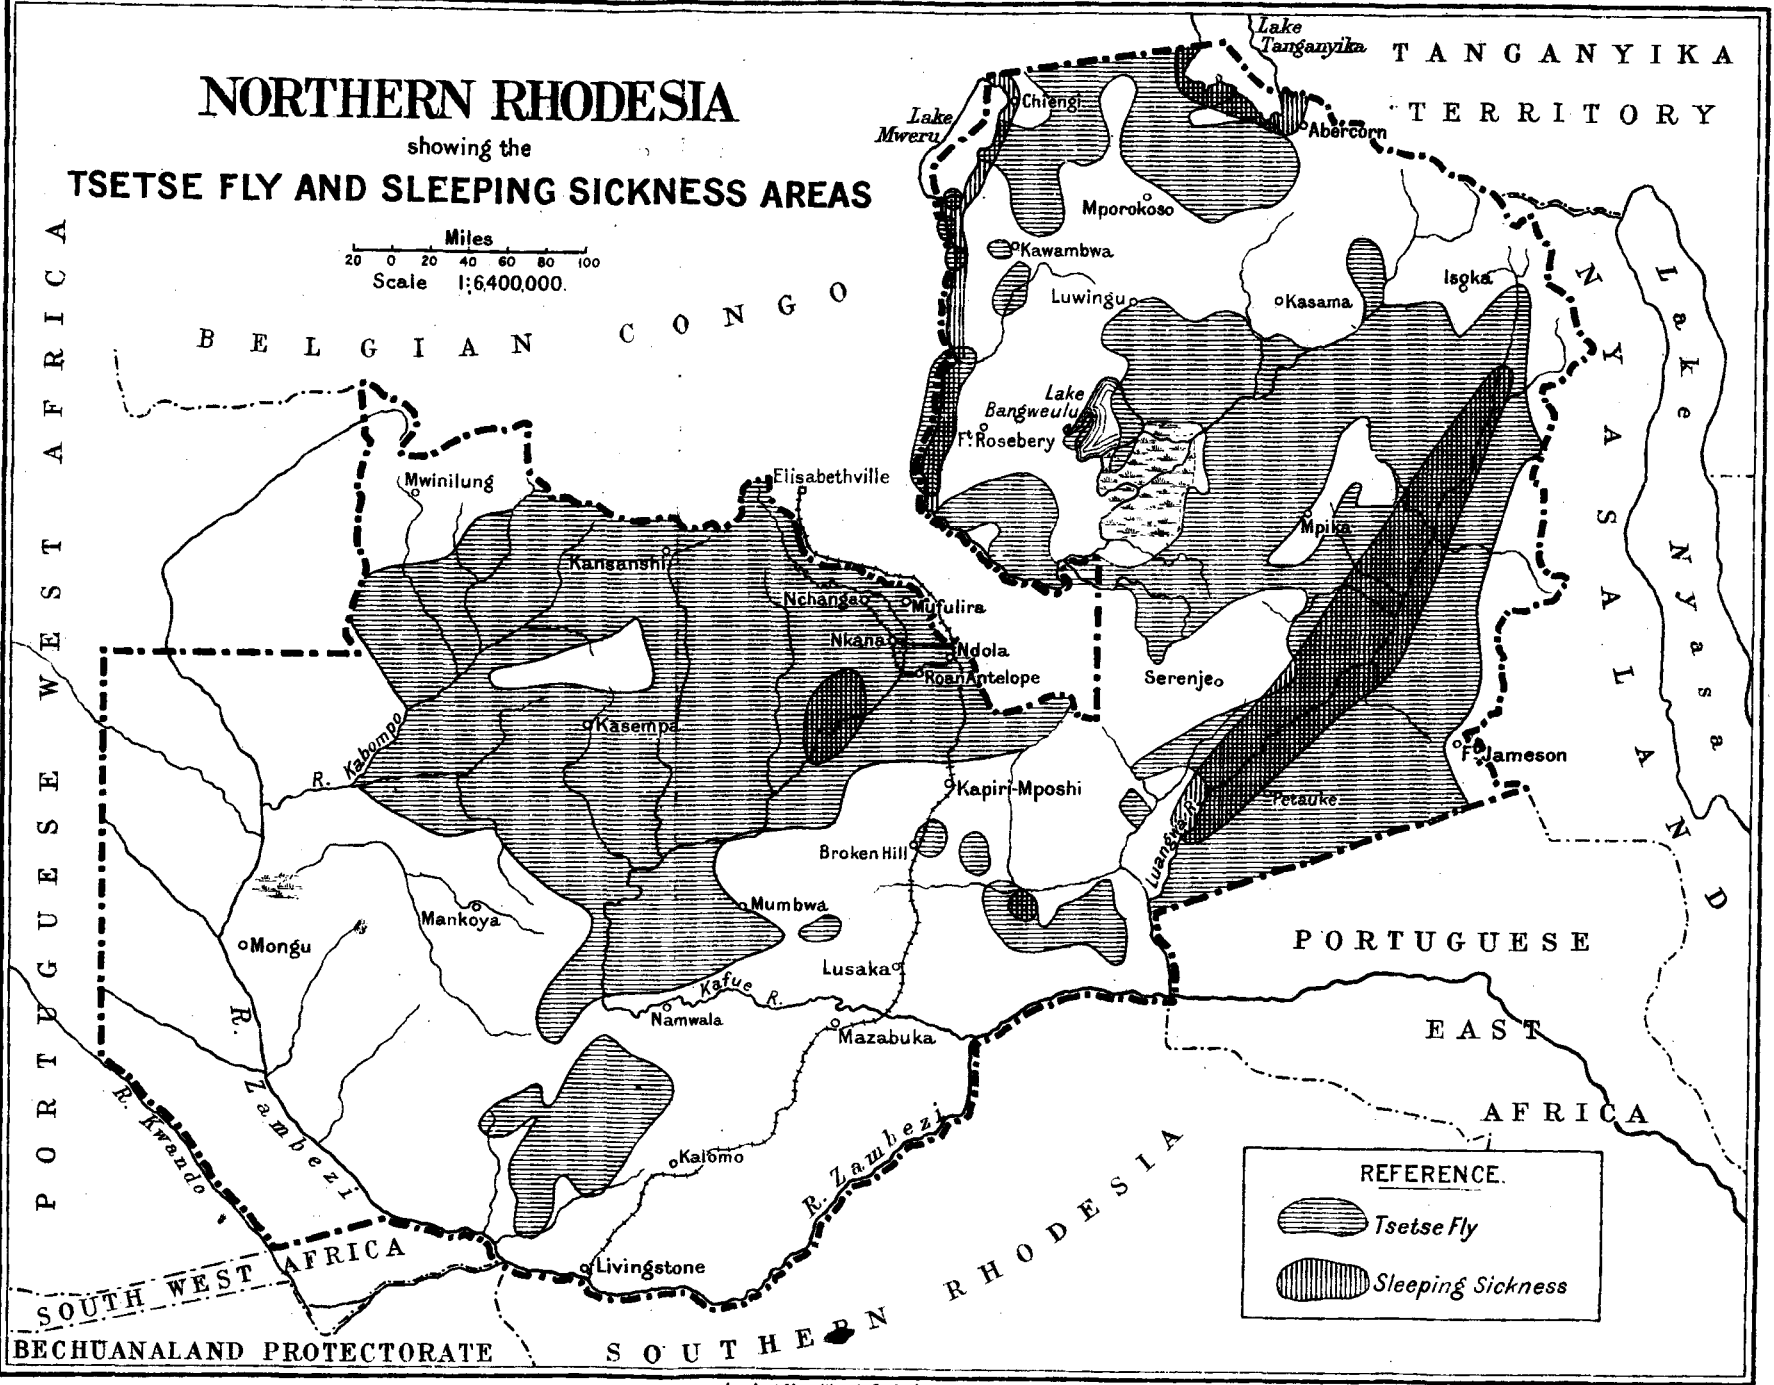 NORTHERN RHODESIA
showing the
TSETSE FLY AND SLEEPING SICKNESS AREAS
Miles
20 0 20 40 60 80 100
Scale 1:6,400,000.
Lake
Tanganyika
TANGANYIKA
TERRITORY
Lake
Mweru
Chiengi
Abercorn
Mporokoso
Kawambwa
Luwingu
Kasama
Isoka
BELGIAN CONGO
PORTUGUESE WEST AFRICA
NYASALAND
Lake Nyasa
Lake
Bangweulu
Ft. Rosebery
Mwinilung
Elisabethville
Mpika
Kansanshi
Nchanga
Mufulira
Nkana
Ndola
Roan Antelope
Serenje
Kasempa
R. Kabompo
Ft. Jameson
Kapiri-Mposhi
Petauke
Luangwa R.
Broken Hill
Mankoya
Mumbwa
Mongu
Lusaka
Kafue R.
Namwala
Mazabuka
PORTUGUESE
EAST
AFRICA
R. Zambezi
R. Kwando
Kalomo
R. Zambezi
Livingstone
SOUTH WEST AFRICA
BECHUANALAND PROTECTORATE
SOUTHERN RHODESIA
REFERENCE.
Tsetse Fly
Sleeping Sickness